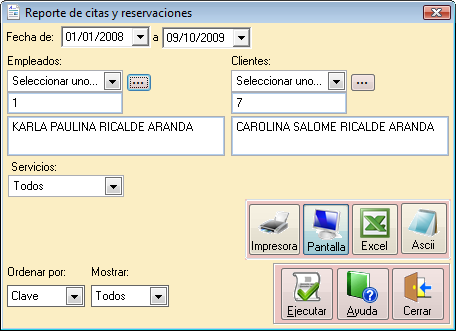 Reporte de citas y reservaciones
Fecha de: 01/01/2008 a 09/10/2009
Empleados: Clientes:
Seleccionar uno... ... Seleccionar uno... ...
1 7
KARLA PAULINA RICALDE ARANDA CAROLINA SALOME RICALDE ARANDA
Servicios:
Todos
Impresora Pantalla Excel Ascii
Ordenar por: Mostrar:
Clave Todos
Ejecutar Ayuda Cerrar